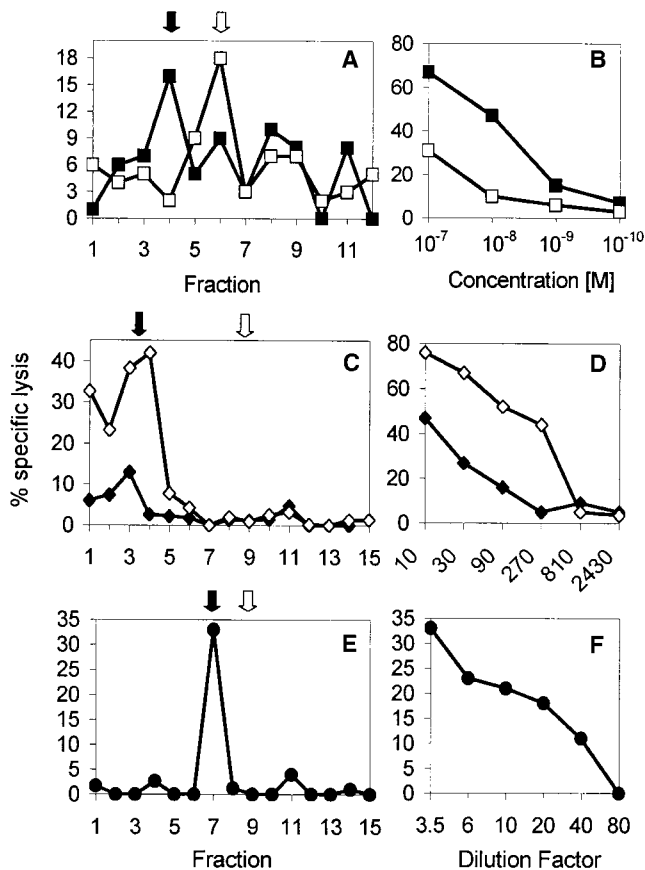 A
18
15
12
9
6
3
0
1 3 5 7 9 11
Fraction
B
80
60
40
20
0
10-7 10-8 10-9 10-10
Concentration [M]
% specific lysis
C
40
30
20
10
0
1 3 5 7 9 11 13 15
D
80
60
40
20
0
10 30 90 270 810 2430
E
35
30
25
20
15
10
5
0
1 3 5 7 9 11 13 15
Fraction
F
35
30
25
20
15
10
5
0
3.5 6 10 20 40 80
Dilution Factor